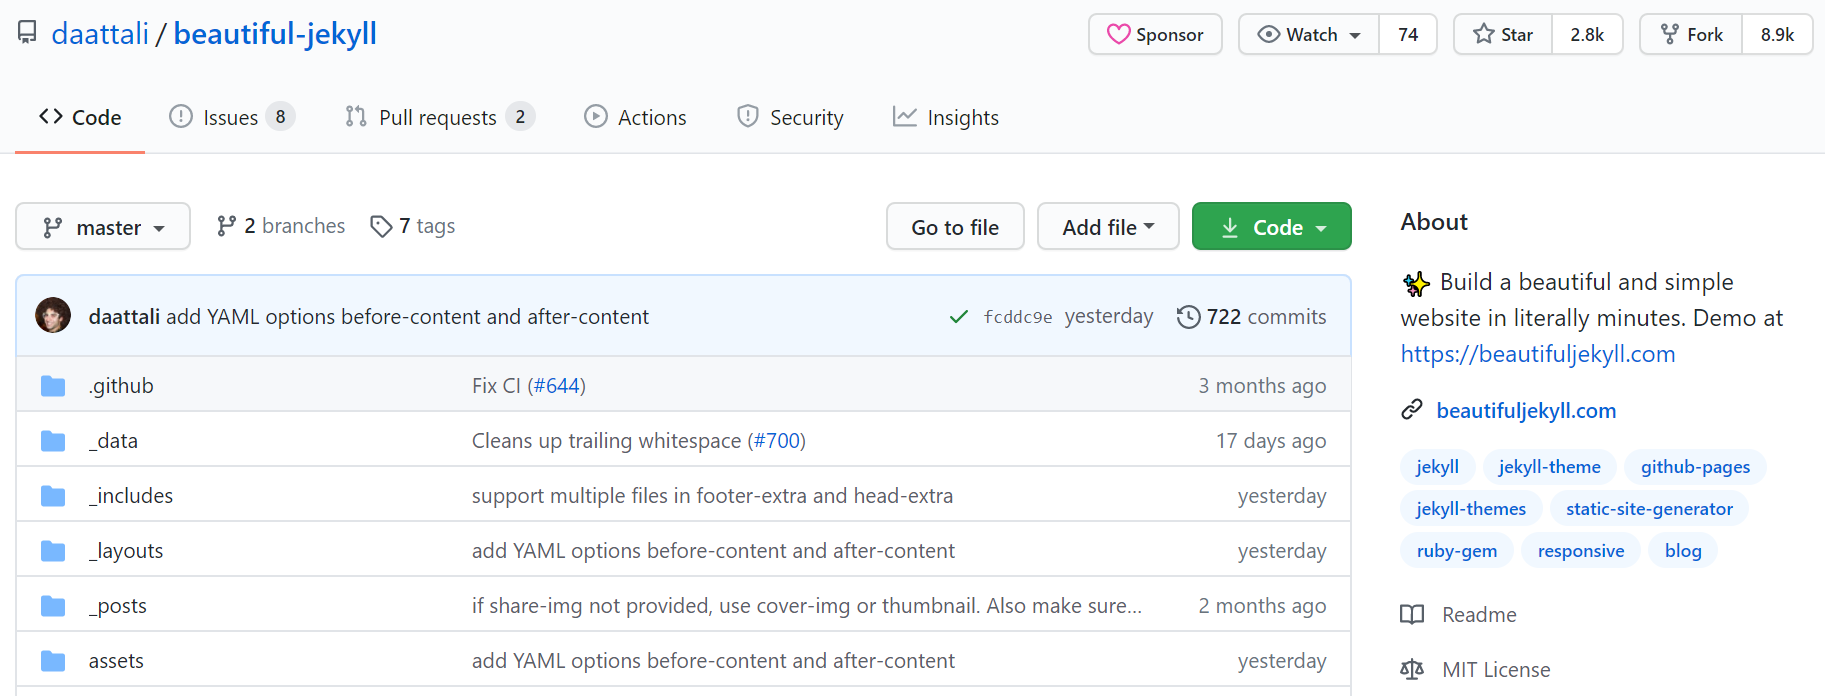 daattali / beautiful-jekyll
Sponsor Watch 74 Star 2.8k Fork 8.9k
Code Issues 8 Pull requests 2 Actions Security Insights
master 2 branches 7 tags Go to file Add file Code
daattali add YAML options before-content and after-content fcddc9e yesterday 722 commits
.github Fix CI (#644) 3 months ago
_data Cleans up trailing whitespace (#700) 17 days ago
_includes support multiple files in footer-extra and head-extra yesterday
_layouts add YAML options before-content and after-content yesterday
_posts if share-img not provided, use cover-img or thumbnail. Also make sure... 2 months ago
assets add YAML options before-content and after-content yesterday
About
✨ Build a beautiful and simple
website in literally minutes. Demo at
https://beautifuljekyll.com
beautifuljekyll.com
jekyll jekyll-theme github-pages
jekyll-themes static-site-generator
ruby-gem responsive blog
Readme
MIT License